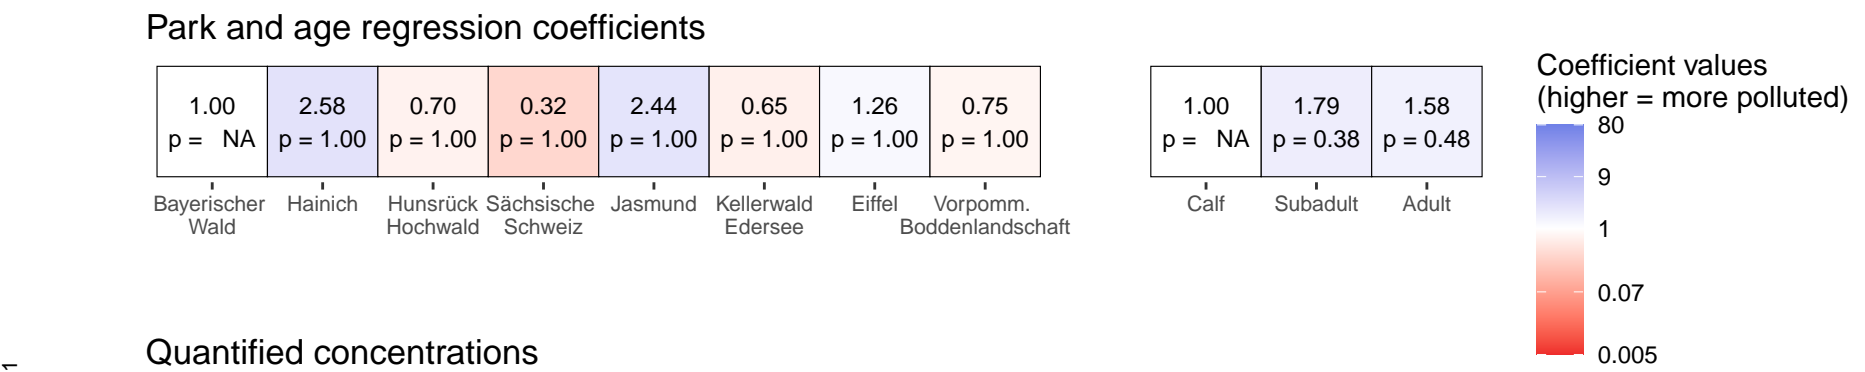 Park and age regression coefficients
1.00 2.58 0.70 0.32 2.44 0.65 1.26 0.75
p = NA p = 1.00 p = 1.00 p = 1.00 p = 1.00 p = 1.00 p = 1.00 p = 1.00
Bayerischer Hainich Hunsrück Sächsische Jasmund Kellerwald Eiffel Vorpomm.
Wald Hochwald Schweiz Edersee Boddenlandschaft
1.00 1.79 1.58
p = NA p = 0.38 p = 0.48
Calf Subadult Adult
Coefficient values
(higher = more polluted)
80
9
1
0.07
0.005
Quantified concentrations
1